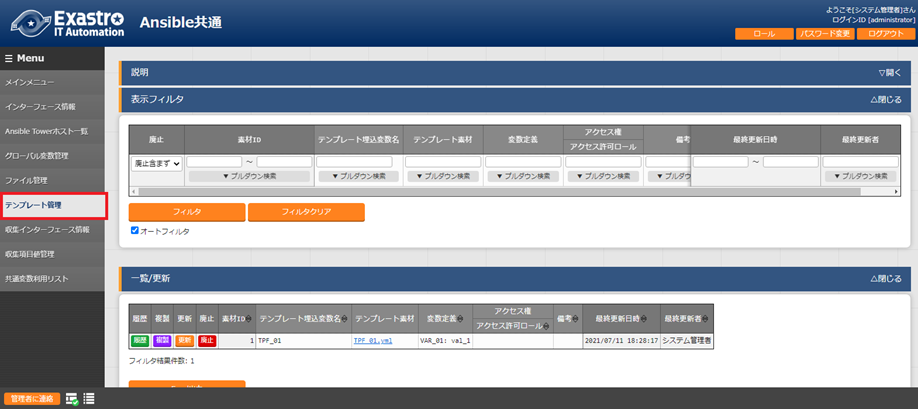 Exastro
IT Automation
Ansible共通
ようこそ[システム管理者]さん
ログインID [administrator]
ロール パスワード変更 ログアウト
Menu
メインメニュー
インターフェース情報
Ansible Towerホスト一覧
グローバル変数管理
ファイル管理
テンプレート管理
収集インターフェース情報
収集項目値管理
共通変数利用リスト
説明 ▽開く
表示フィルタ △閉じる
廃止 素材ID テンプレート埋込変数名 テンプレート素材 変数定義 アクセス権 備考 最終更新日時 最終更新者
アクセス許可ロール
廃止含まず ～ ～
▼ プルダウン検索 ▼ プルダウン検索 ▼ プルダウン検索 ▼ プルダウン検索 ▼ プルダウン検索 ▼ プルダ ▼ プルダウン検索
フィルタ フィルタクリア
オートフィルタ
一覧/更新 △閉じる
履歴 複製 更新 廃止 素材ID テンプレート埋込変数名 テンプレート素材 変数定義 アクセス権 備考 最終更新日時 最終更新者
アクセス許可ロール
履歴 複製 更新 廃止 1 TPF_01 TPF_01.yml VAR_01: val_1 2021/07/11 18:28:17 システム管理者
フィルタ結果件数: 1
管理者に連絡